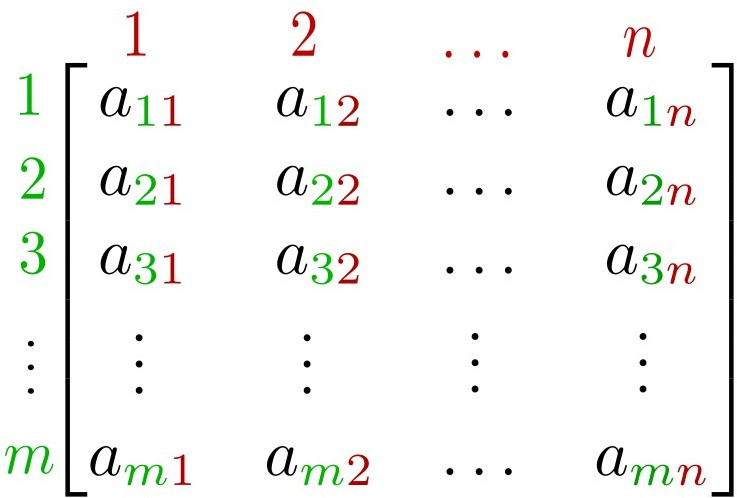 1 2 ... n
1 a11 a12 ... a1n
2 a21 a22 ... a2n
3 a31 a32 ... a3n
⋮ ⋮ ⋮ ⋮ ⋮
m am1 am2 ... amn